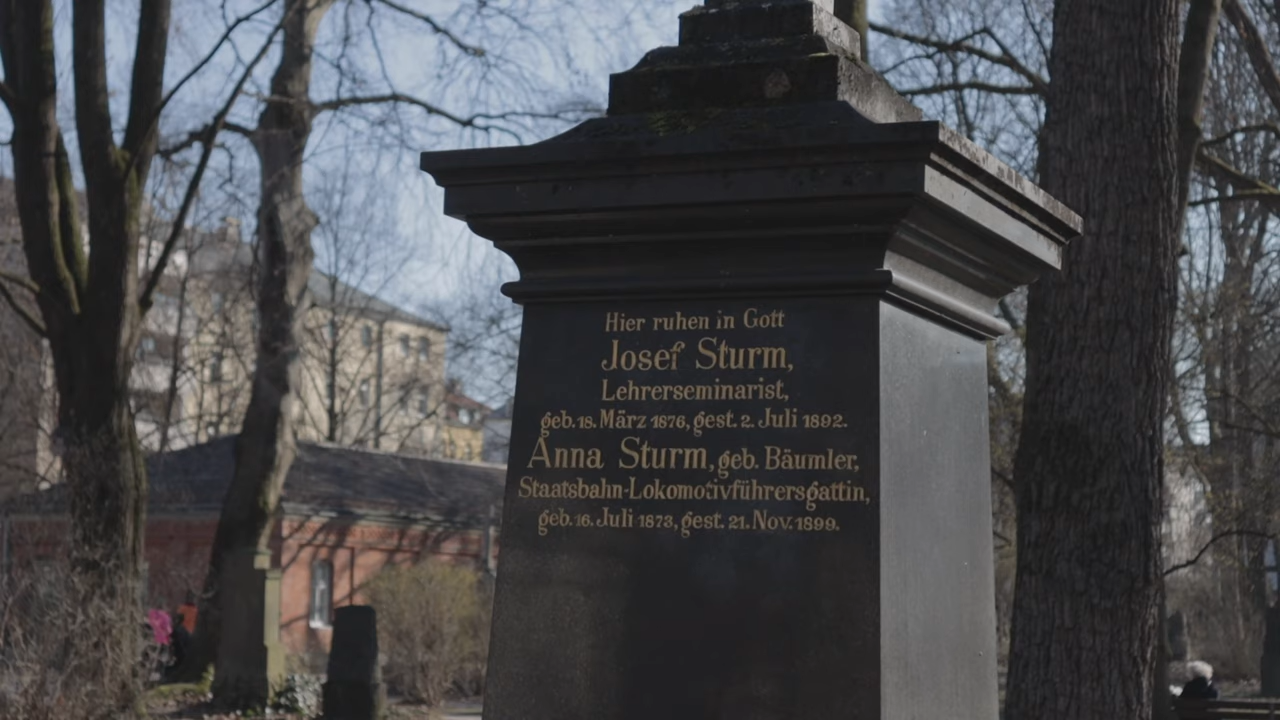 Hier ruhen in Gott
Josef Sturm,
Lehrerseminarist,
geb. 18. März 1876, gest. 2. Juli 1892.
Anna Sturm, geb. Bäumler,
Staatsbahn-Lokomotivführersgattin,
geb. 16. Juli 1873, gest. 21. Nov. 1899.